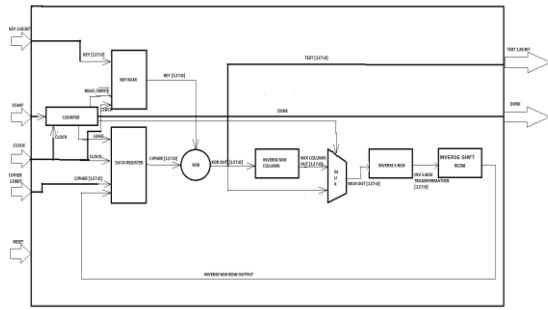 KEY 128 BIT
TEXT 128 BIT
TEXT [127:0]
KEY [127:0]
KEY RAM
KEY [127:0]
READ /WRITE
CLOCK
START
COUNTER
DONE
DONE
CLOCK
LOAD
CLOCK
CLOCK
DATA REGISTER
CIPHER [127:0]
XOR
XOR OUT [127:0]
INVERSE MIX
COLUMN
MIX COLUMN
OUT [127:0]
M
U
X
MUX OUT [127:0]
INVERSE S-BOX
INV S-BOX
TRANSFORMATION
[127:0]
INVERSE SHIFT
ROW
CIPHER
128BIT
CIPHER [127:0]
RESET
INVERSE MIX ROW OUTPUT